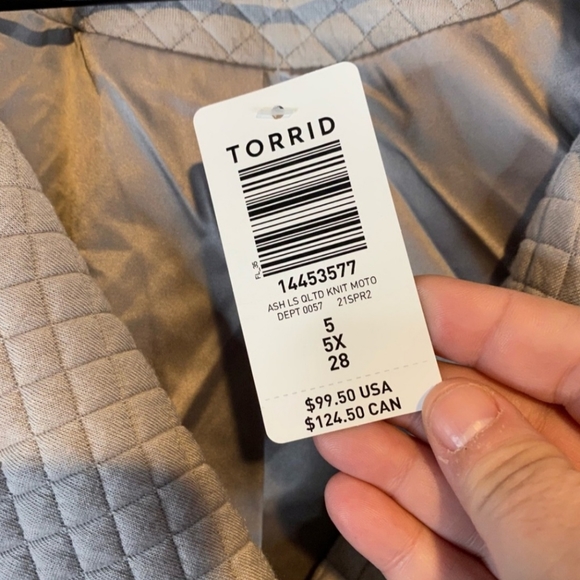 TORRID
FL_35
14453577
ASH LS QLTD KNIT MOTO
DEPT 0057 21SPR2
5
5X
28
$99.50 USA
$124.50 CAN